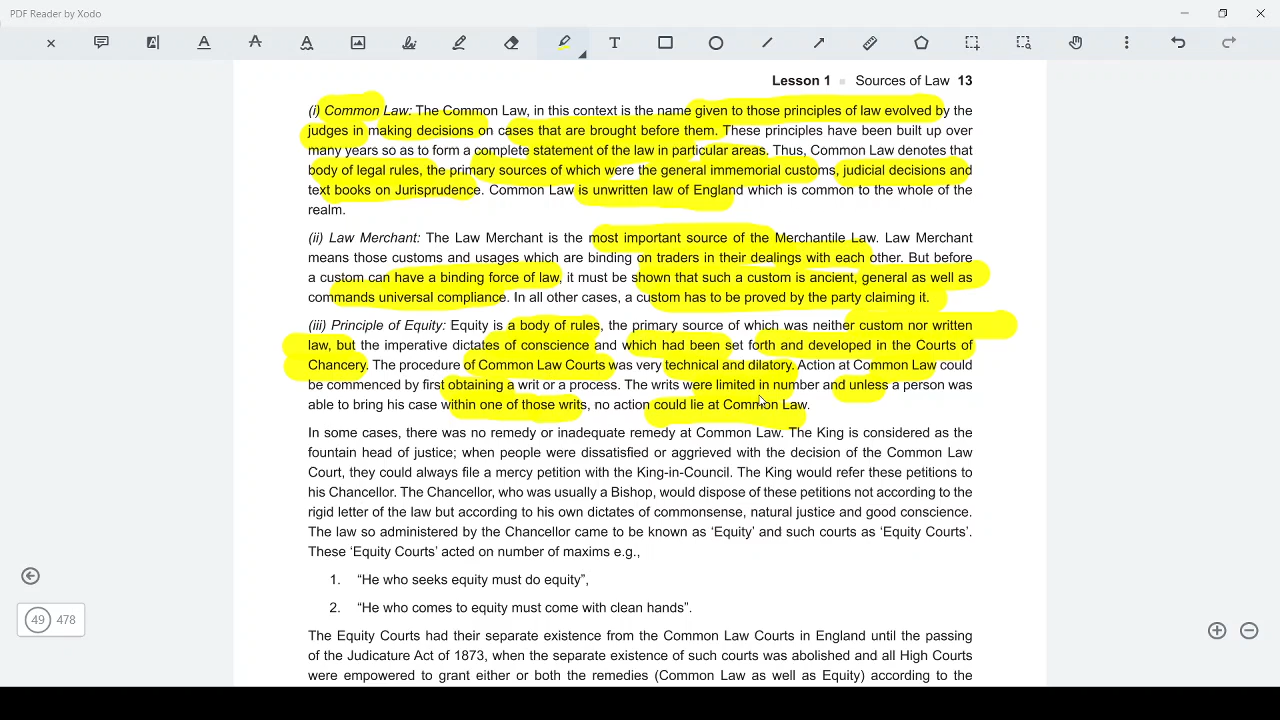 PDF Reader by Xodo
Lesson 1 Sources of Law 13
(i) Common Law: The Common Law, in this context is the name given to those principles of law evolved by the
judges in making decisions on cases that are brought before them. These principles have been built up over
many years so as to form a complete statement of the law in particular areas. Thus, Common Law denotes that
body of legal rules, the primary sources of which were the general immemorial customs, judicial decisions and
text books on Jurisprudence. Common Law is unwritten law of England which is common to the whole of the
realm.
(ii) Law Merchant: The Law Merchant is the most important source of the Merchantile Law. Law Merchant
means those customs and usages which are binding on traders in their dealings with each other. But before
a custom can have a binding force of law, it must be shown that such a custom is ancient, general as well as
commands universal compliance. In all other cases, a custom has to be proved by the party claiming it.
(iii) Principle of Equity: Equity is a body of rules, the primary source of which was neither custom nor written
law, but the imperative dictates of conscience and which had been set forth and developed in the Courts of
Chancery. The procedure of Common Law Courts was very technical and dilatory. Action at Common Law could
be commenced by first obtaining a writ or a process. The writs were limited in number and unless a person was
able to bring his case within one of those writs, no action could lie at Common Law.
In some cases, there was no remedy or inadequate remedy at Common Law. The King is considered as the
fountain head of justice; when people were dissatisfied or aggrieved with the decision of the Common Law
Court, they could always file a mercy petition with the King-in-Council. The King would refer these petitions to
his Chancellor. The Chancellor, who was usually a Bishop, would dispose of these petitions not according to the
rigid letter of the law but according to his own dictates of commonsense, natural justice and good conscience.
The law so administered by the Chancellor came to be known as ‘Equity’ and such courts as ‘Equity Courts’.
These ‘Equity Courts’ acted on number of maxims e.g.,
1. “He who seeks equity must do equity”,
2. “He who comes to equity must come with clean hands”.
49 478
The Equity Courts had their separate existence from the Common Law Courts in England until the passing
of the Judicature Act of 1873, when the separate existence of such courts was abolished and all High Courts
were empowered to grant either or both the remedies (Common Law as well as Equity) according to the